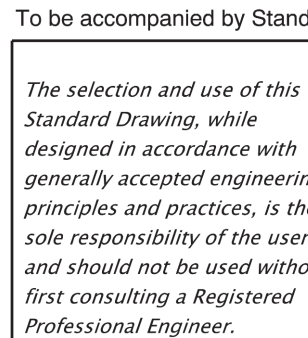 To be accompanied by Stand
The selection and use of this
Standard Drawing, while
designed in accordance with
generally accepted engineerin
principles and practices, is the
sole responsibility of the user
and should not be used witho
first consulting a Registered
Professional Engineer.